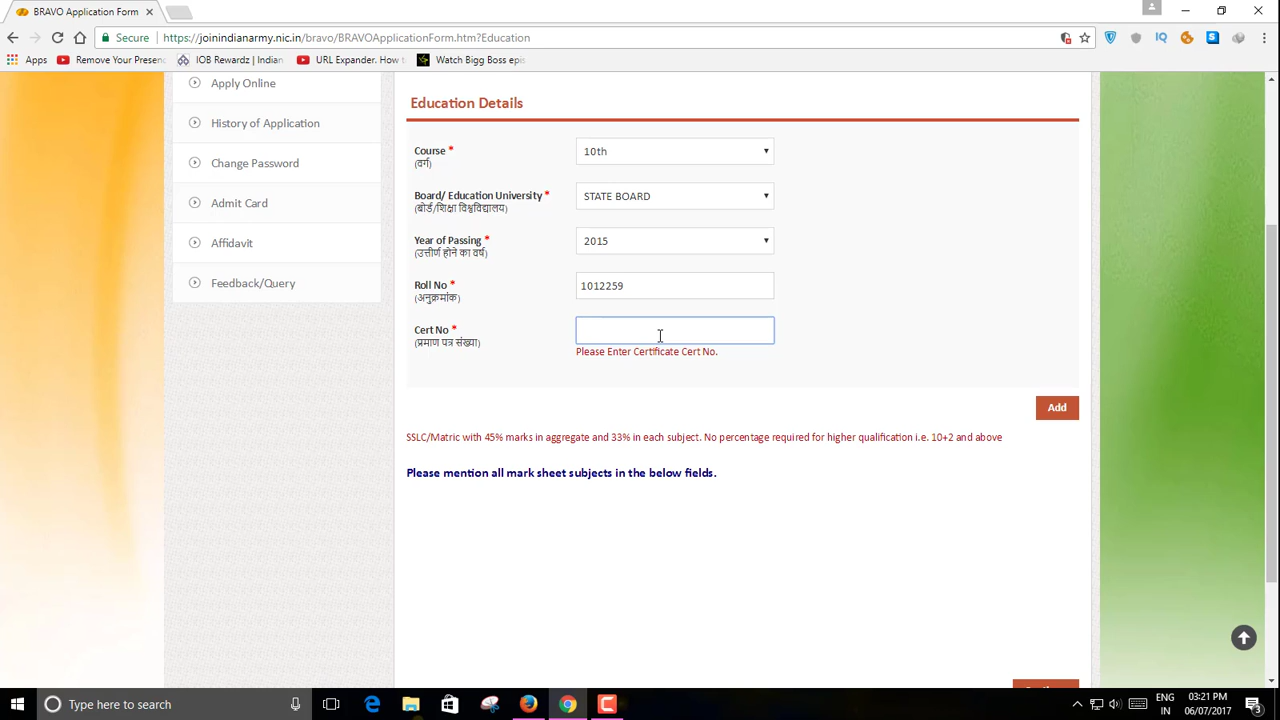 BRAVO Application Form
Secure
https://joinindianarmy.nic.in/bravo/BRAVOApplicationForm.htm?Education
IQ
Apps
Remove Your Presenc
IOB Rewardz | Indian
URL Expander. How t
Watch Bigg Boss epis
Apply Online
History of Application
Change Password
Admit Card
Affidavit
Feedback/Query
Education Details
Course *
(वर्ग)
10th
Board/ Education University *
(बोर्ड/शिक्षा विश्वविद्यालय)
STATE BOARD
Year of Passing *
(उत्तीर्ण होने का वर्ष)
2015
Roll No *
(अनुक्रमांक)
1012259
Cert No *
(प्रमाण पत्र संख्या)
Please Enter Certificate Cert No.
Add
SSLC/Matric with 45% marks in aggregate and 33% in each subject. No percentage required for higher qualification i.e. 10+2 and above
Please mention all mark sheet subjects in the below fields.
Type here to search
ENG
IN
03:21 PM
06/07/2017
3